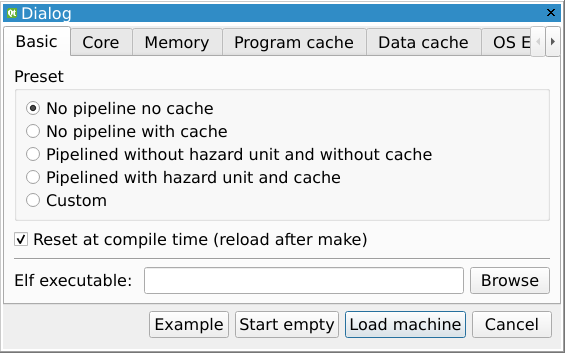 Dialog
Basic Core Memory Program cache Data cache OS E
Preset
No pipeline no cache
No pipeline with cache
Pipelined without hazard unit and without cache
Pipelined with hazard unit and cache
Custom
Reset at compile time (reload after make)
Elf executable: Browse
Example Start empty Load machine Cancel